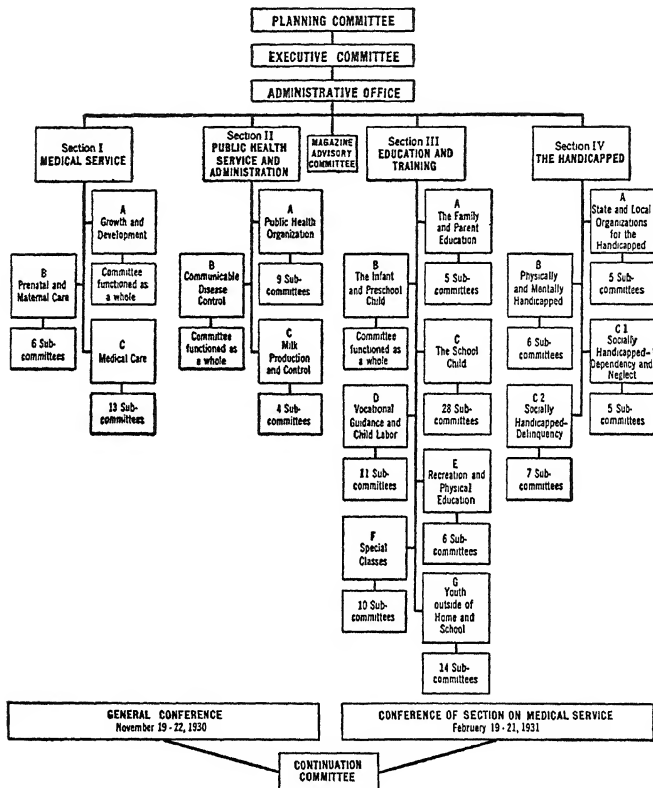 PLANNING COMMITTEE
EXECUTIVE COMMITTEE
ADMINISTRATIVE OFFICE
Section I
MEDICAL SERVICE
Section II
PUBLIC HEALTH
SERVICE AND
ADMINISTRATION
MAGAZINE
ADVISORY
COMMITTEE
Section III
EDUCATION AND
TRAINING
Section IV
THE HANDICAPPED
A
Growth and
Development
Committee
functioned as
a whole
B
Prenatal and
Maternal Care
6 Sub-
committees
C
Medical Care
13 Sub-
committees
A
Public Health
Organization
9 Sub-
committees
B
Communicable
Disease
Control
Committee
functioned as
a whole
C
Milk
Production
and Control
4 Sub-
committees
A
The Family
and Parent
Education
5 Sub-
committees
B
The Infant
and Preschool
Child
Committee
functioned as
a whole
C
The School
Child
28 Sub-
committees
D
Vocational
Guidance and
Child Labor
11 Sub-
committees
E
Recreation and
Physical
Education
6 Sub-
committees
F
Special
Classes
10 Sub-
committees
G
Youth
outside of
Home and
School
14 Sub-
committees
A
State and Local
Organizations
for the
Handicapped
5 Sub-
committees
B
Physically
and Mentally
Handicapped
6 Sub-
committees
C 1
Socially
Handicapped-
Dependency and
Neglect
5 Sub-
committees
C 2
Socially
Handicapped-
Delinquency
7 Sub-
committees
GENERAL CONFERENCE
November 19 - 22, 1930
CONFERENCE OF SECTION ON MEDICAL SERVICE
February 19 - 21, 1931
CONTINUATION
COMMITTEE